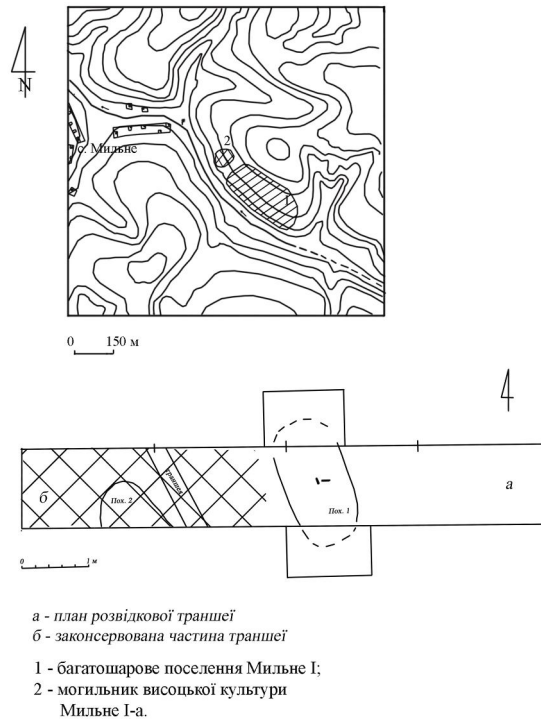 N
2
с. Мильне
1
0 150 м
б
траншея
Пох. 2
Пох. 1
а
0 1 м
а - план розвідкової траншеї
б - законсервована частина траншеї
1 - багатошарове поселення Мильне І;
2 - могильник висоцької культури
Мильне І-а.